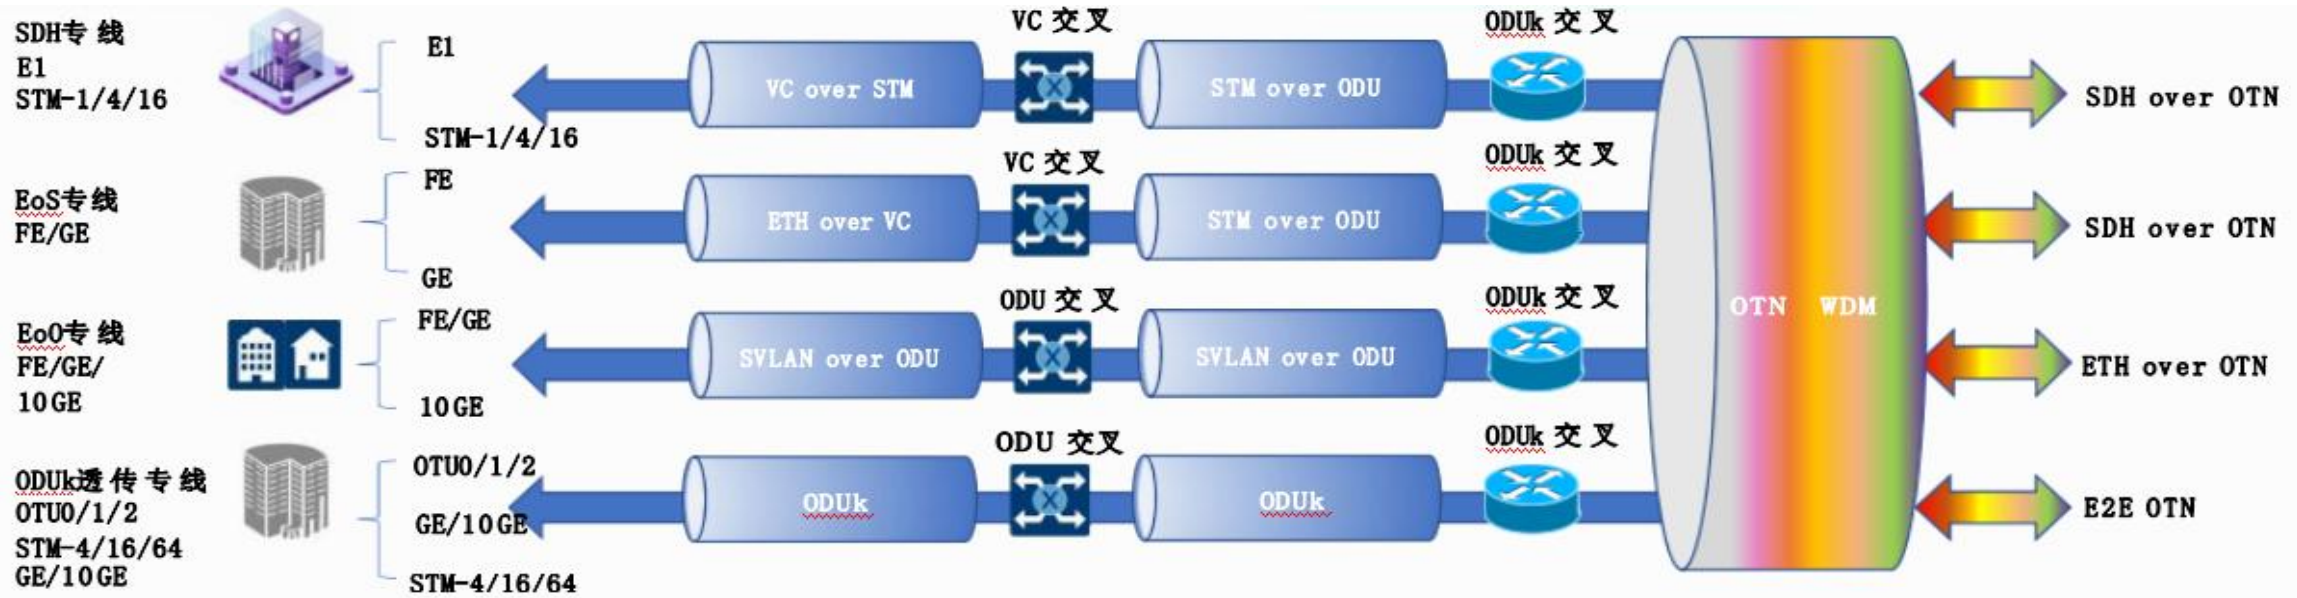 SDH专线
E1
STM-1/4/16
E1
STM-1/4/16
VC over STM
VC 交叉
STM over ODU
ODUk 交叉
SDH over OTN
EoS专线
FE/GE
FE
GE
ETH over VC
VC 交叉
STM over ODU
ODUk 交叉
SDH over OTN
EoO专线
FE/GE/
10GE
FE/GE
10GE
SVLAN over ODU
ODU 交叉
SVLAN over ODU
ODUk 交叉
OTN WDM
ETH over OTN
ODUk透传专线
OTU0/1/2
STM-4/16/64
GE/10GE
OTU0/1/2
GE/10GE
STM-4/16/64
ODUk
ODU 交叉
ODUk
ODUk 交叉
E2E OTN